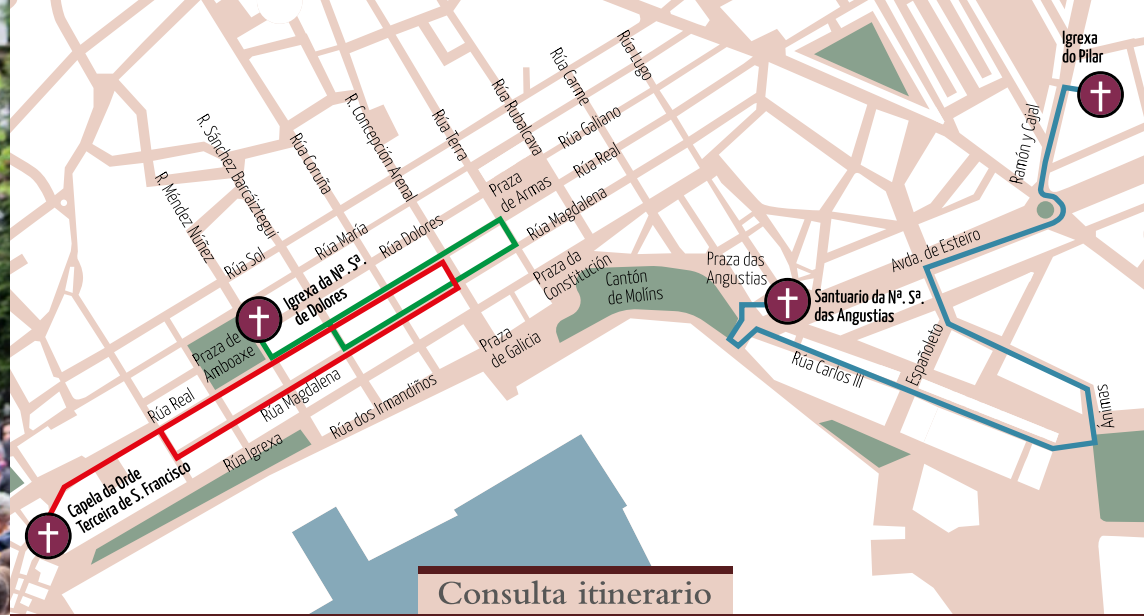 Igrexa
do Pilar
Ramón y Cajal
Rúa Lugo
Rúa Carme
Rúa Rubalcava
Rúa Terra
R. Concepción Arenal
Rúa Coruña
R. Sánchez Barcaiztegui
R. Méndez Núñez
Rúa Galiano
Rúa Real
Praza
de Armas
Rúa Magdalena
Rúa Dolores
Rúa María
Rúa Sol
Igrexa da Nª. Sª.
de Dolores
Praza da
Constitución
Cantón
de Molíns
Praza das
Angustias
Avda. de Esteiro
Santuario da Nª. Sª.
das Angustias
Praza de
Amboaxe
Praza
de Galicia
Rúa Carlos III
Españoleto
Ánimas
Rúa Real
Rúa Magdalena
Rúa dos Irmandiños
Rúa Igrexa
Capela da Orde
Terceira de S. Francisco
Consulta itinerario